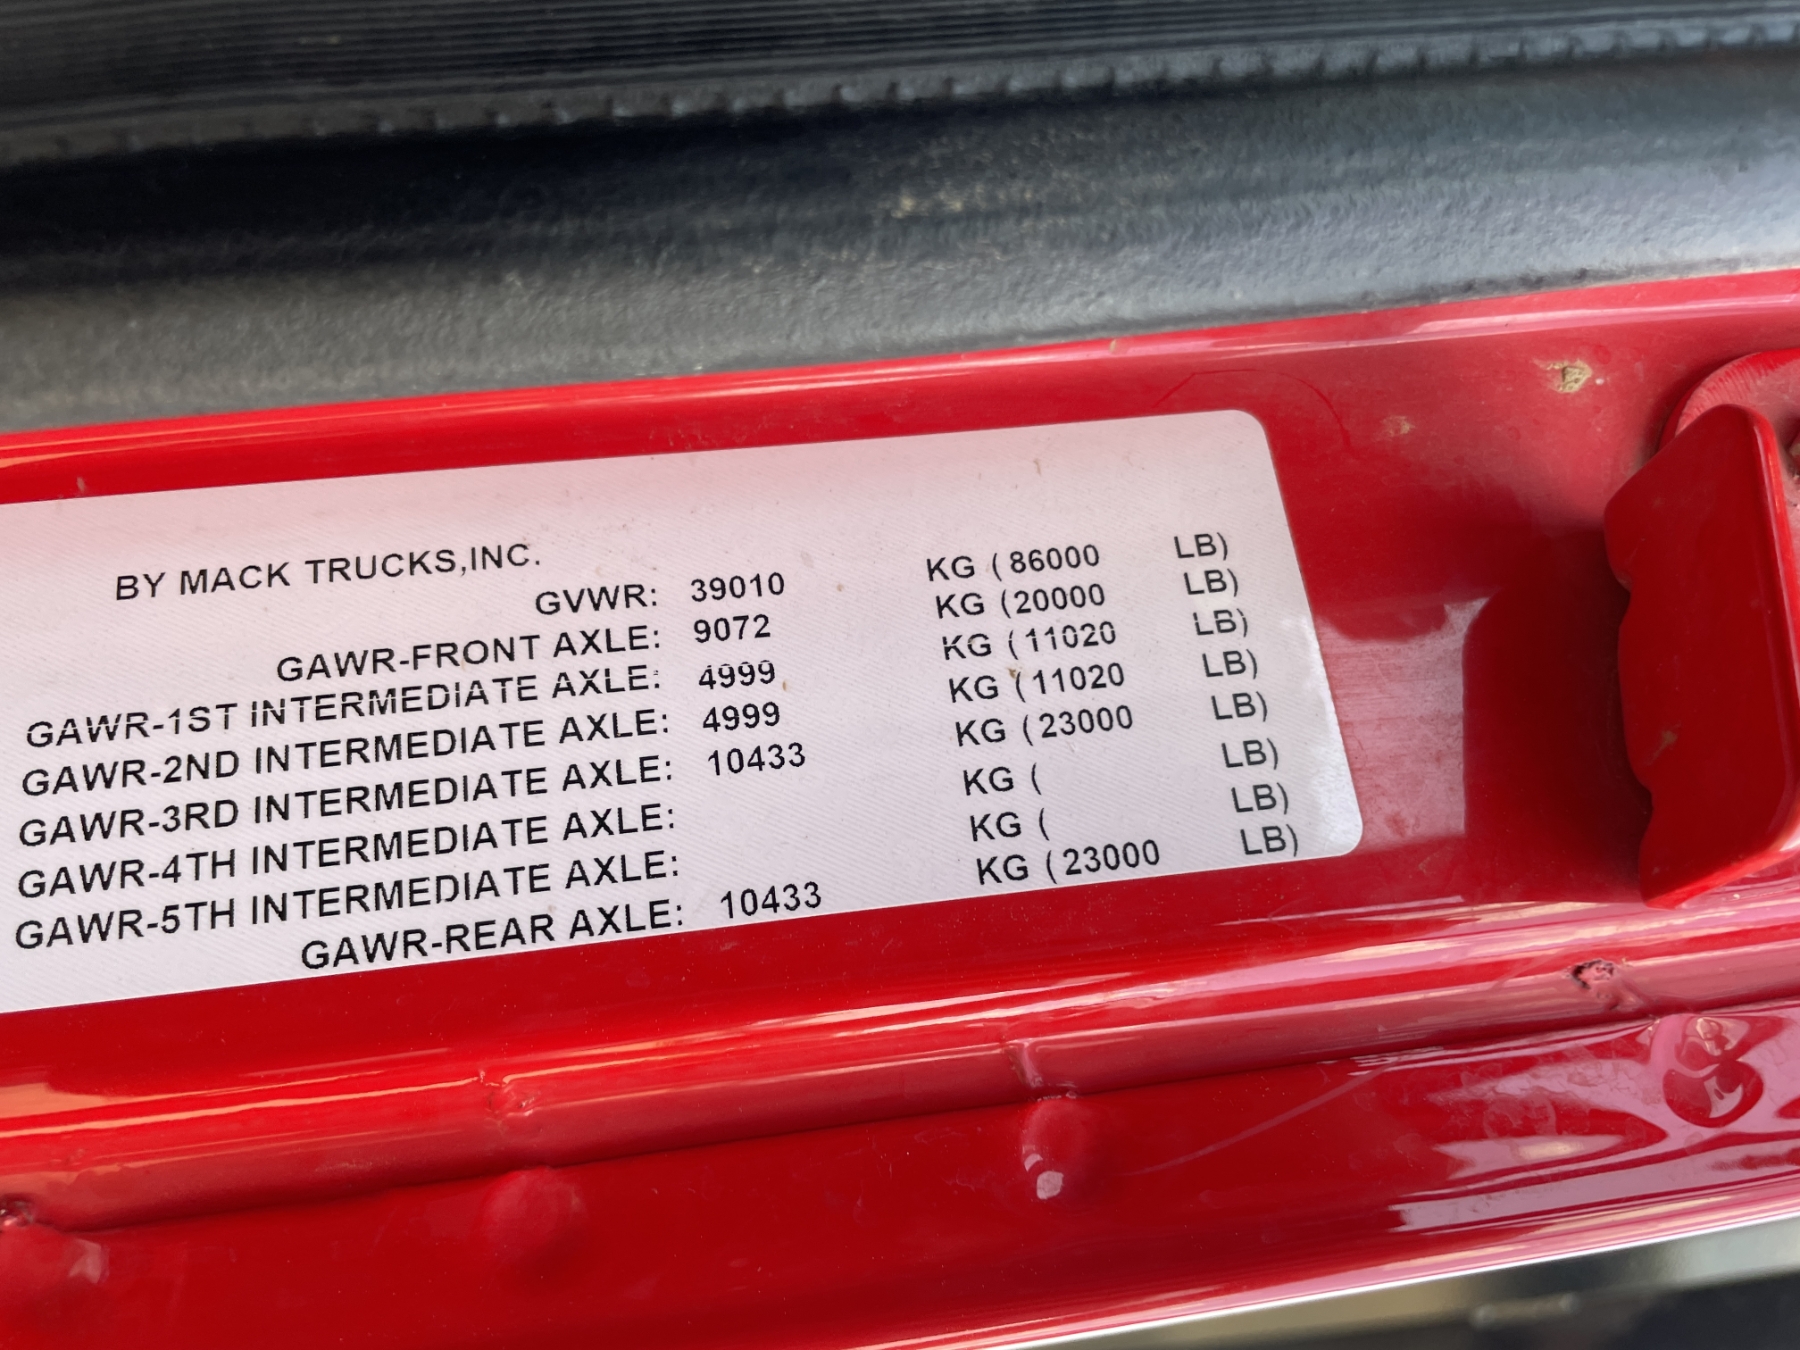 BY MACK TRUCKS,INC.
GVWR: 39010 KG (86000 LB)
GAWR-FRONT AXLE: 9072 KG (20000 LB)
GAWR-1ST INTERMEDIATE AXLE: 4999 KG (11020 LB)
GAWR-2ND INTERMEDIATE AXLE: 4999 KG (11020 LB)
GAWR-3RD INTERMEDIATE AXLE: 10433 KG (23000 LB)
GAWR-4TH INTERMEDIATE AXLE: KG ( LB)
GAWR-5TH INTERMEDIATE AXLE: KG ( LB)
GAWR-REAR AXLE: 10433 KG (23000 LB)